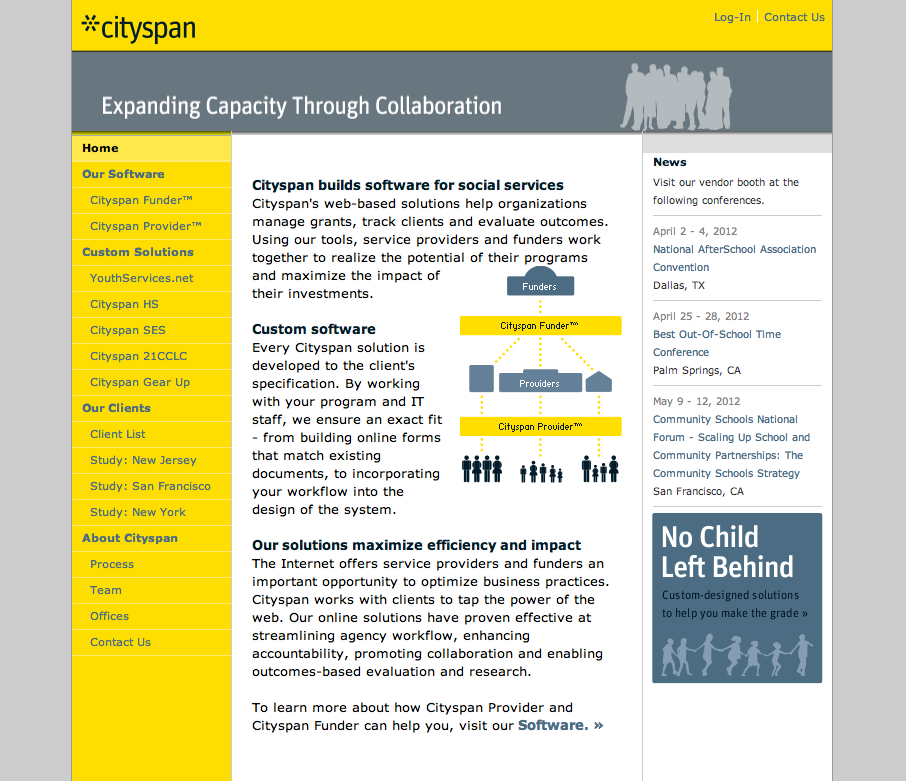 *cityspan
Log-In | Contact Us
Expanding Capacity Through Collaboration
Home
Our Software
Cityspan Funder™
Cityspan Provider™
Custom Solutions
YouthServices.net
Cityspan HS
Cityspan SES
Cityspan 21CCLC
Cityspan Gear Up
Our Clients
Client List
Study: New Jersey
Study: San Francisco
Study: New York
About Cityspan
Process
Team
Offices
Contact Us
Cityspan builds software for social services
Cityspan's web-based solutions help organizations
manage grants, track clients and evaluate outcomes.
Using our tools, service providers and funders work
together to realize the potential of their programs
and maximize the impact of
their investments.
Custom software
Every Cityspan solution is
developed to the client's
specification. By working
with your program and IT
staff, we ensure an exact fit
- from building online forms
that match existing
documents, to incorporating
your workflow into the
design of the system.
Funders
Cityspan Funder™
Providers
Cityspan Provider™
Our solutions maximize efficiency and impact
The Internet offers service providers and funders an
important opportunity to optimize business practices.
Cityspan works with clients to tap the power of the
web. Our online solutions have proven effective at
streamlining agency workflow, enhancing
accountability, promoting collaboration and enabling
outcomes-based evaluation and research.
To learn more about how Cityspan Provider and
Cityspan Funder can help you, visit our Software. »
News
Visit our vendor booth at the
following conferences.
April 2 - 4, 2012
National AfterSchool Association
Convention
Dallas, TX
April 25 - 28, 2012
Best Out-Of-School Time
Conference
Palm Springs, CA
May 9 - 12, 2012
Community Schools National
Forum - Scaling Up School and
Community Partnerships: The
Community Schools Strategy
San Francisco, CA
No Child
Left Behind
Custom-designed solutions
to help you make the grade »